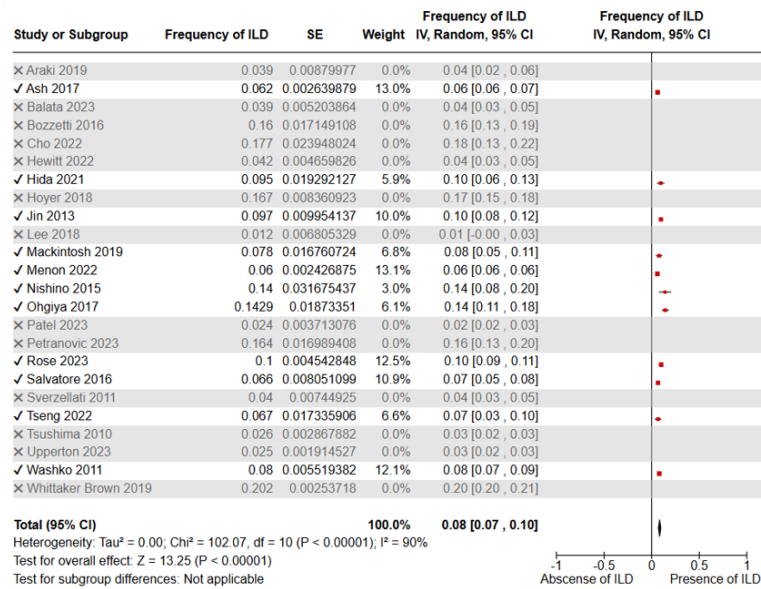 Frequency of ILD Frequency of ILD
Study or Subgroup Frequency of ILD SE Weight IV, Random, 95% CI IV, Random, 95% CI
✕ Araki 2019 0.039 0.00879977 0.0% 0.04 [0.02 , 0.06]
✓ Ash 2017 0.062 0.002639879 13.0% 0.06 [0.06 , 0.07]
✕ Balata 2023 0.039 0.005203864 0.0% 0.04 [0.03 , 0.05]
✕ Bozzetti 2016 0.16 0.017149108 0.0% 0.16 [0.13 , 0.19]
✕ Cho 2022 0.177 0.023948024 0.0% 0.18 [0.13 , 0.22]
✕ Hewitt 2022 0.042 0.004659826 0.0% 0.04 [0.03 , 0.05]
✓ Hida 2021 0.095 0.019292127 5.9% 0.10 [0.06 , 0.13]
✕ Hoyer 2018 0.167 0.008360923 0.0% 0.17 [0.15 , 0.18]
✓ Jin 2013 0.097 0.009954137 10.0% 0.10 [0.08 , 0.12]
✕ Lee 2018 0.012 0.006805329 0.0% 0.01 [-0.00 , 0.03]
✓ Mackintosh 2019 0.078 0.016760724 6.8% 0.08 [0.05 , 0.11]
✓ Menon 2022 0.06 0.002426875 13.1% 0.06 [0.06 , 0.06]
✓ Nishino 2015 0.14 0.031675437 3.0% 0.14 [0.08 , 0.20]
✓ Ohgiya 2017 0.1429 0.01873351 6.1% 0.14 [0.11 , 0.18]
✕ Patel 2023 0.024 0.003713076 0.0% 0.02 [0.02 , 0.03]
✕ Petranovic 2023 0.164 0.016989408 0.0% 0.16 [0.13 , 0.20]
✓ Rose 2023 0.1 0.004542848 12.5% 0.10 [0.09 , 0.11]
✓ Salvatore 2016 0.066 0.008051099 10.9% 0.07 [0.05 , 0.08]
✕ Sverzellati 2011 0.04 0.00744925 0.0% 0.04 [0.03 , 0.05]
✓ Tseng 2022 0.067 0.017335906 6.6% 0.07 [0.03 , 0.10]
✕ Tsushima 2010 0.026 0.002867882 0.0% 0.03 [0.02 , 0.03]
✕ Upperton 2023 0.025 0.001914527 0.0% 0.03 [0.02 , 0.03]
✓ Washko 2011 0.08 0.005519382 12.1% 0.08 [0.07 , 0.09]
✕ Whittaker Brown 2019 0.202 0.00253718 0.0% 0.20 [0.20 , 0.21]
Total (95% CI) 100.0% 0.08 [0.07 , 0.10]
Heterogeneity: Tau² = 0.00; Chi² = 102.07, df = 10 (P < 0.00001); I² = 90%
Test for overall effect: Z = 13.25 (P < 0.00001)
Test for subgroup differences: Not applicable
-1 -0.5 0 0.5 1
Abscense of ILD Presence of ILD